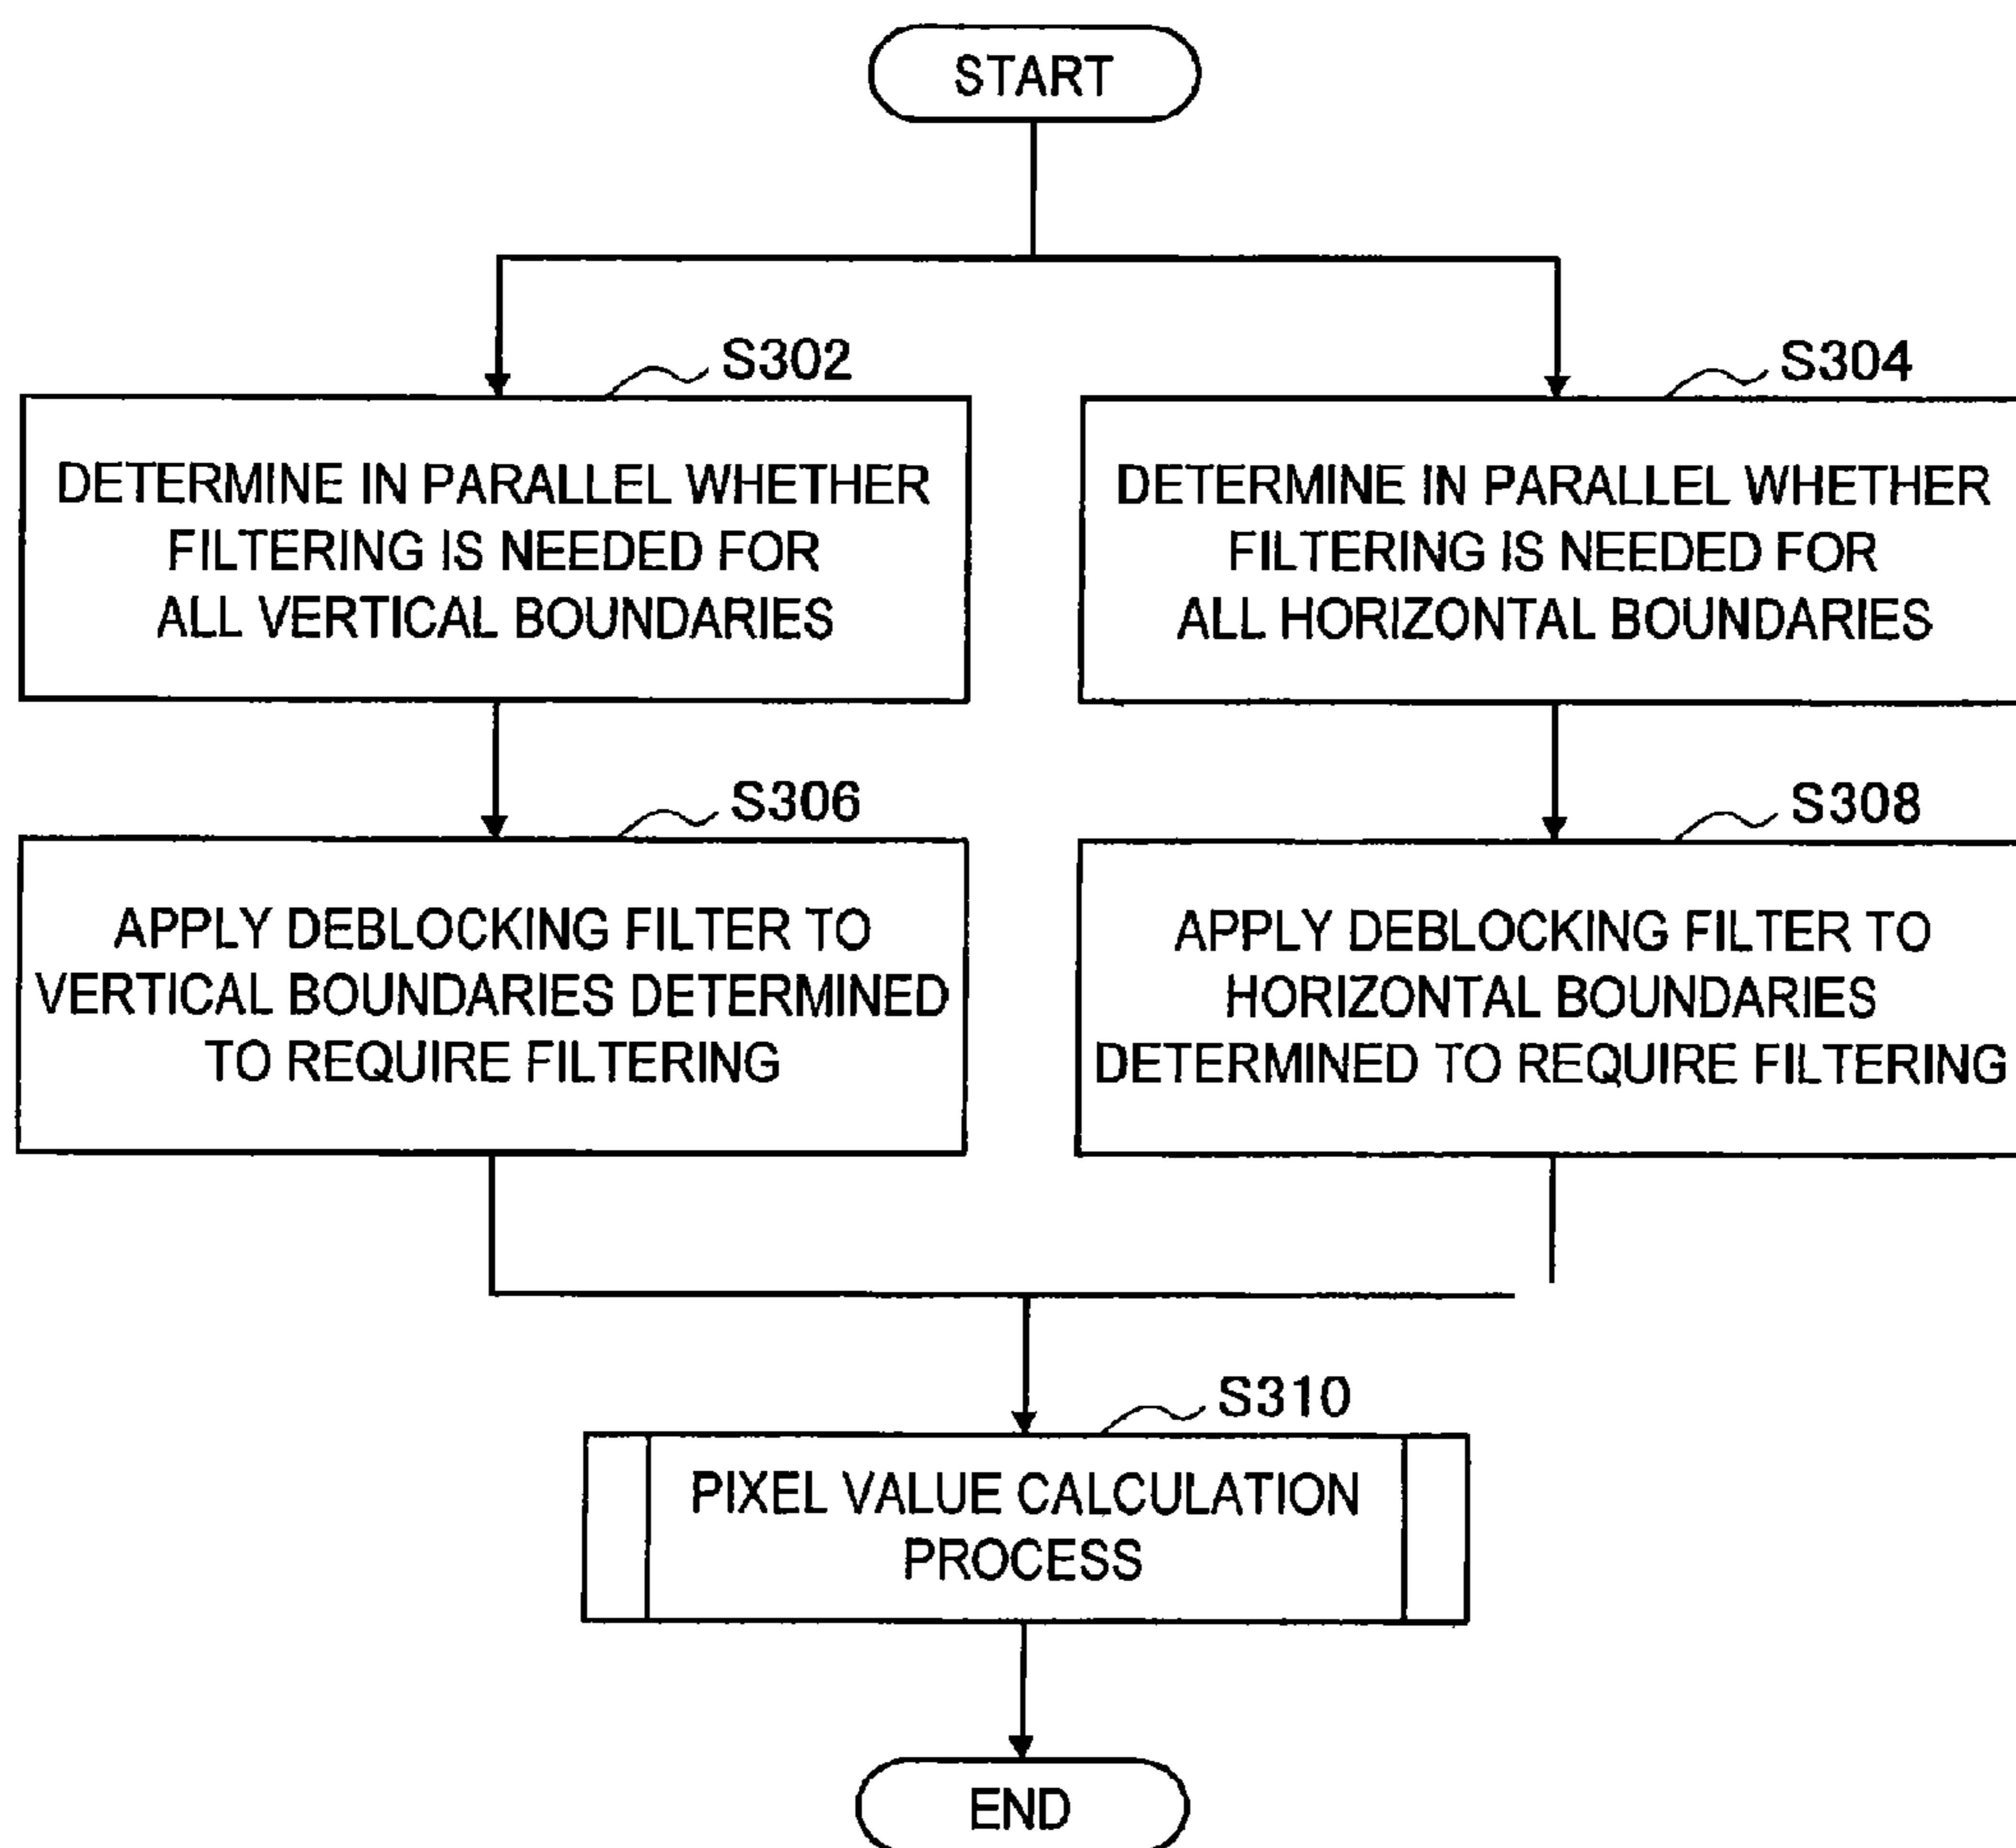 START
S302
DETERMINE IN PARALLEL WHETHER
FILTERING IS NEEDED FOR
ALL VERTICAL BOUNDARIES
S304
DETERMINE IN PARALLEL WHETHER
FILTERING IS NEEDED FOR
ALL HORIZONTAL BOUNDARIES
S306
APPLY DEBLOCKING FILTER TO
VERTICAL BOUNDARIES DETERMINED
TO REQUIRE FILTERING
S308
APPLY DEBLOCKING FILTER TO
HORIZONTAL BOUNDARIES
DETERMINED TO REQUIRE FILTERING
S310
PIXEL VALUE CALCULATION
PROCESS
END